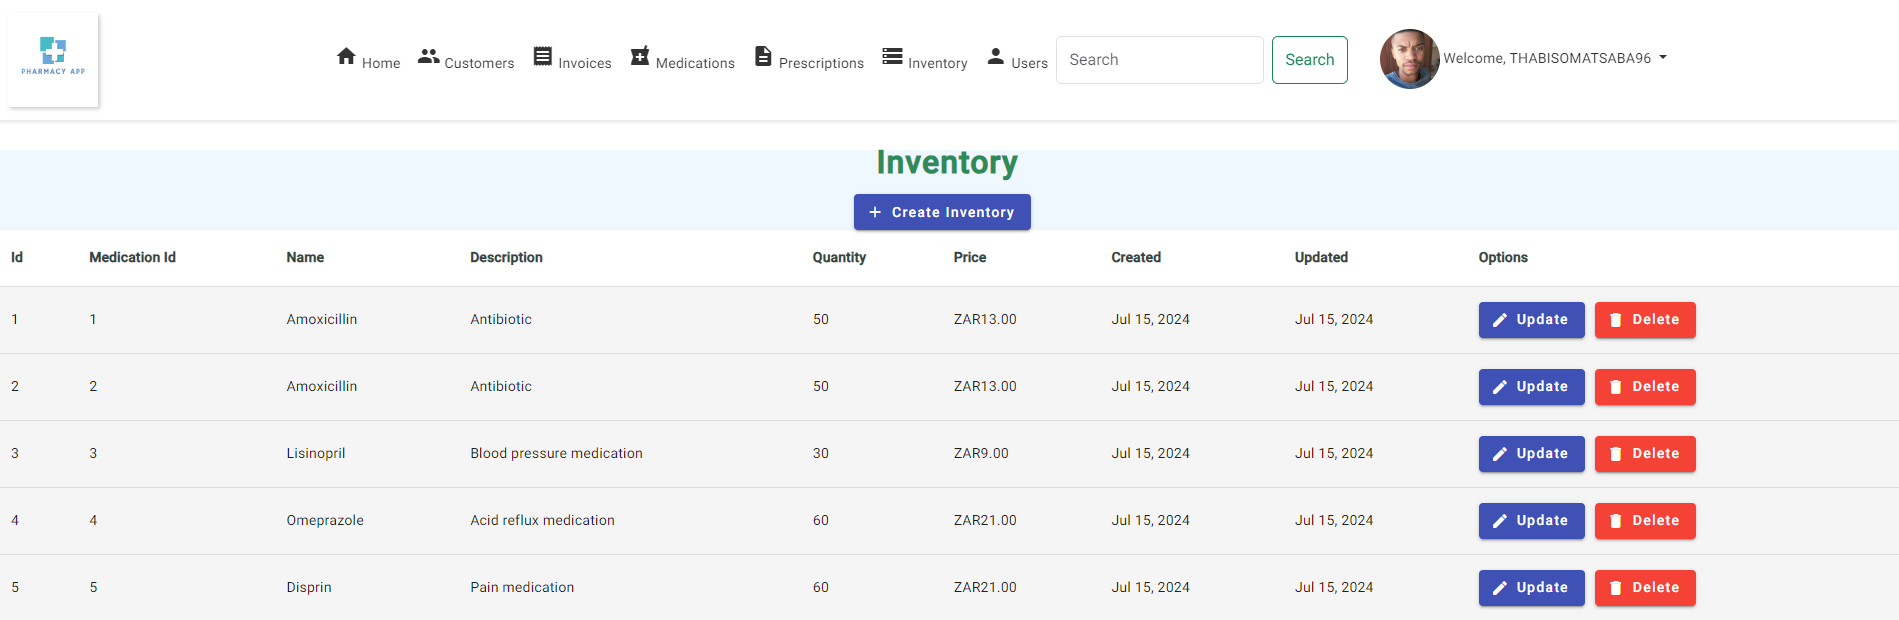 PHARMACY APP
Home Customers Invoices Medications Prescriptions Inventory Users Search Search Welcome, THABISOMATSABA96
Inventory
+ Create Inventory
Id Medication Id Name Description Quantity Price Created Updated Options
1 1 Amoxicillin Antibiotic 50 ZAR13.00 Jul 15, 2024 Jul 15, 2024 Update Delete
2 2 Amoxicillin Antibiotic 50 ZAR13.00 Jul 15, 2024 Jul 15, 2024 Update Delete
3 3 Lisinopril Blood pressure medication 30 ZAR9.00 Jul 15, 2024 Jul 15, 2024 Update Delete
4 4 Omeprazole Acid reflux medication 60 ZAR21.00 Jul 15, 2024 Jul 15, 2024 Update Delete
5 5 Disprin Pain medication 60 ZAR21.00 Jul 15, 2024 Jul 15, 2024 Update Delete